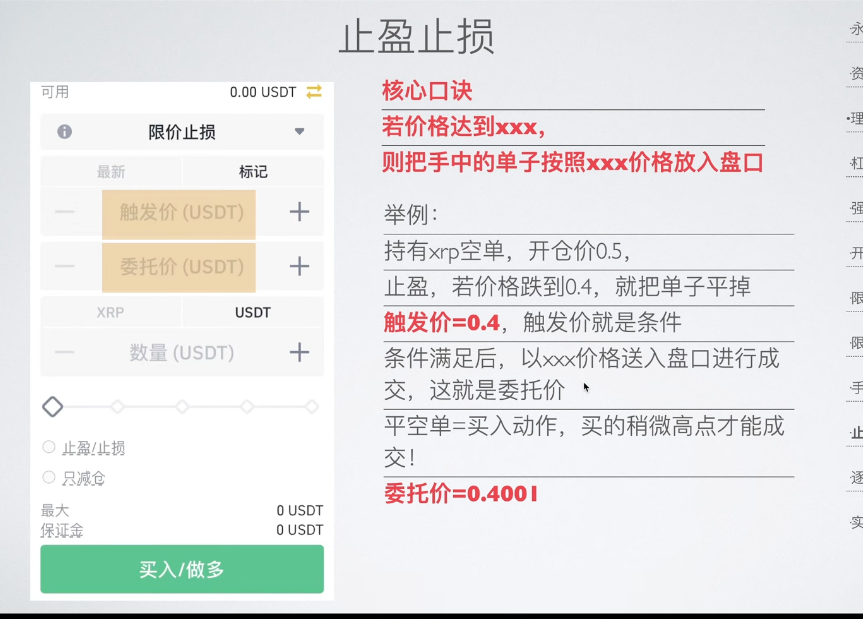 止盈止损
可用
0.00 USDT
限价止损
最新
标记
触发价 (USDT)
委托价 (USDT)
XRP
USDT
数量 (USDT)
止盈/止损
只减仓
最大
0 USDT
保证金
0 USDT
买入/做多
核心口诀
若价格达到xxx,
则把手中的单子按照xxx价格放入盘口
举例：
持有xrp空单，开仓价0.5,
止盈，若价格跌到0.4，就把单子平掉
触发价=0.4，触发价就是条件
条件满足后，以xxx价格送入盘口进行成
交，这就是委托价
平空单=买入动作，买的稍微高点才能成
交！
委托价=0.4001
·永
·资
·理
·杠
·强
·开
·限
·限
·手
·止
·逐
·实